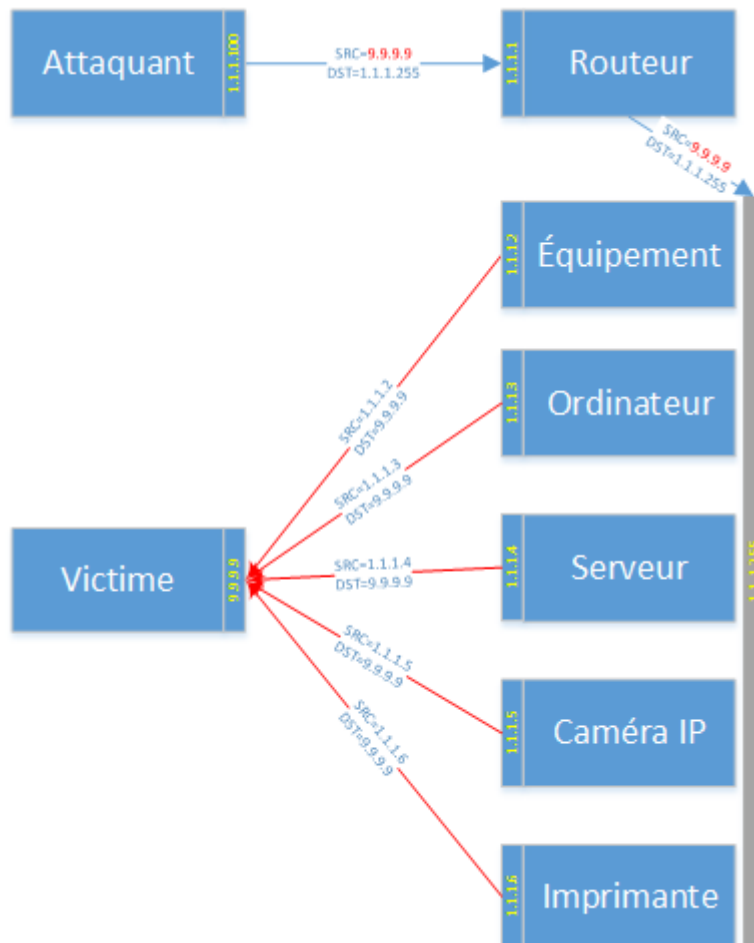 Attaquant
1.1.1.100
SRC=9.9.9.9
DST=1.1.1.255
1.1.1.1
Routeur
SRC=9.9.9.9
DST=1.1.1.255
1.1.1.2
Équipement
SRC=1.1.1.2
DST=9.9.9.9
1.1.1.3
Ordinateur
SRC=1.1.1.3
DST=9.9.9.9
Victime
9.9.9.9
SRC=1.1.1.4
DST=9.9.9.9
1.1.1.4
Serveur
1.1.1.255
SRC=1.1.1.5
DST=9.9.9.9
1.1.1.5
Caméra IP
SRC=1.1.1.6
DST=9.9.9.9
1.1.1.6
Imprimante